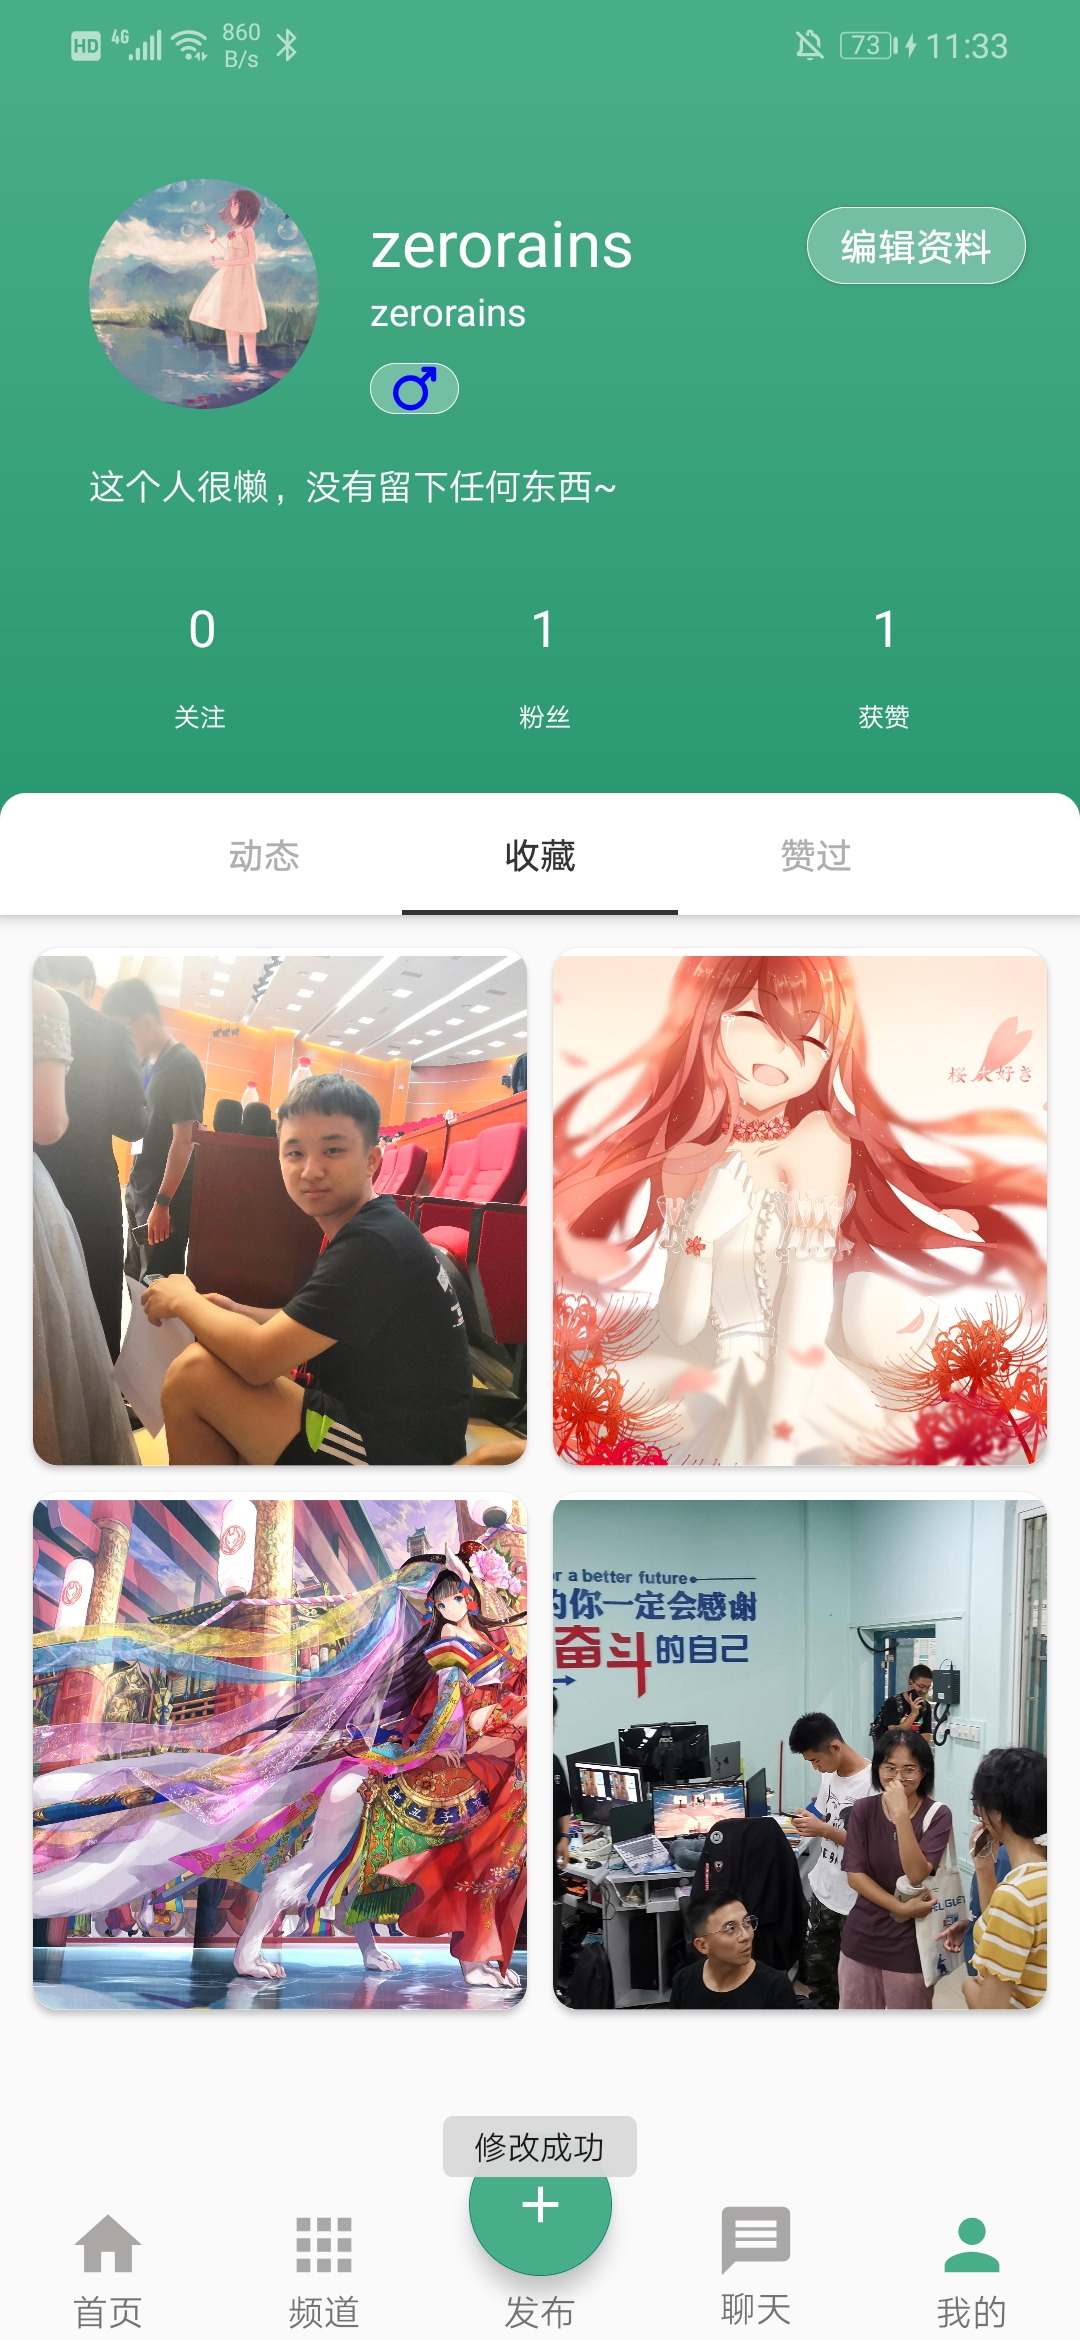 HD 4G 860 B/s 73 11:33
zerorains
编辑资料
zerorains
这个人很懒，没有留下任何东西~
0 1 1
关注 粉丝 获赞
动态 收藏 赞过
桜大好き
r a better future
的你一定会感谢
奋斗的自己
修改成功
首页 频道 发布 聊天 我的